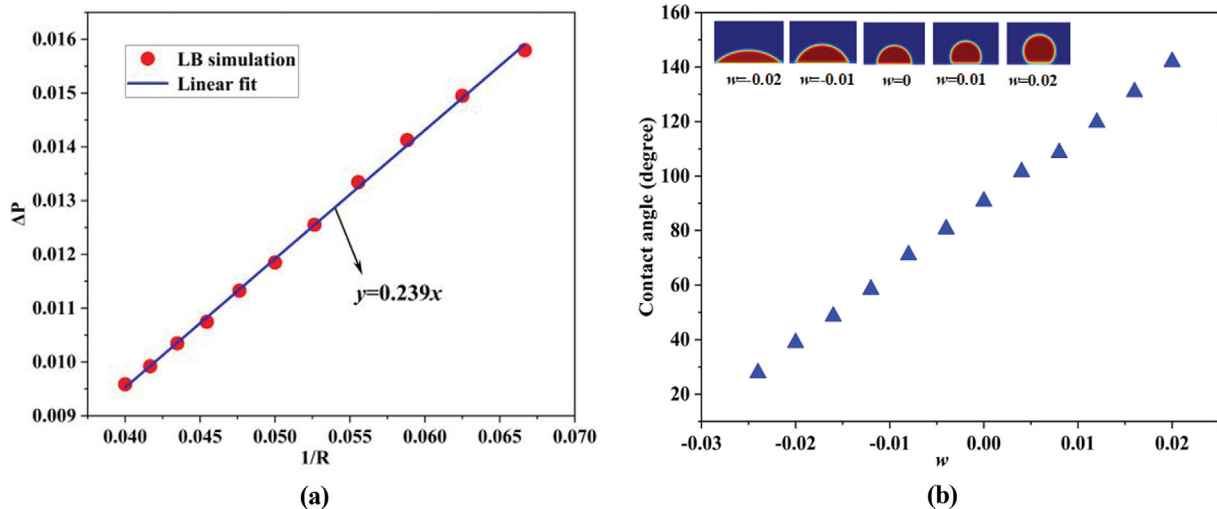 0.016
0.015
0.014
0.013
0.012
0.011
0.010
0.009
ΔP
LB simulation
Linear fit
y=0.239x
0.040 0.045 0.050 0.055 0.060 0.065 0.070
1/R
(a)
160
140
120
100
80
60
40
20
Contact angle (degree)
w=-0.02 w=-0.01 w=0 w=0.01 w=0.02
-0.03 -0.02 -0.01 0.00 0.01 0.02
w
(b)